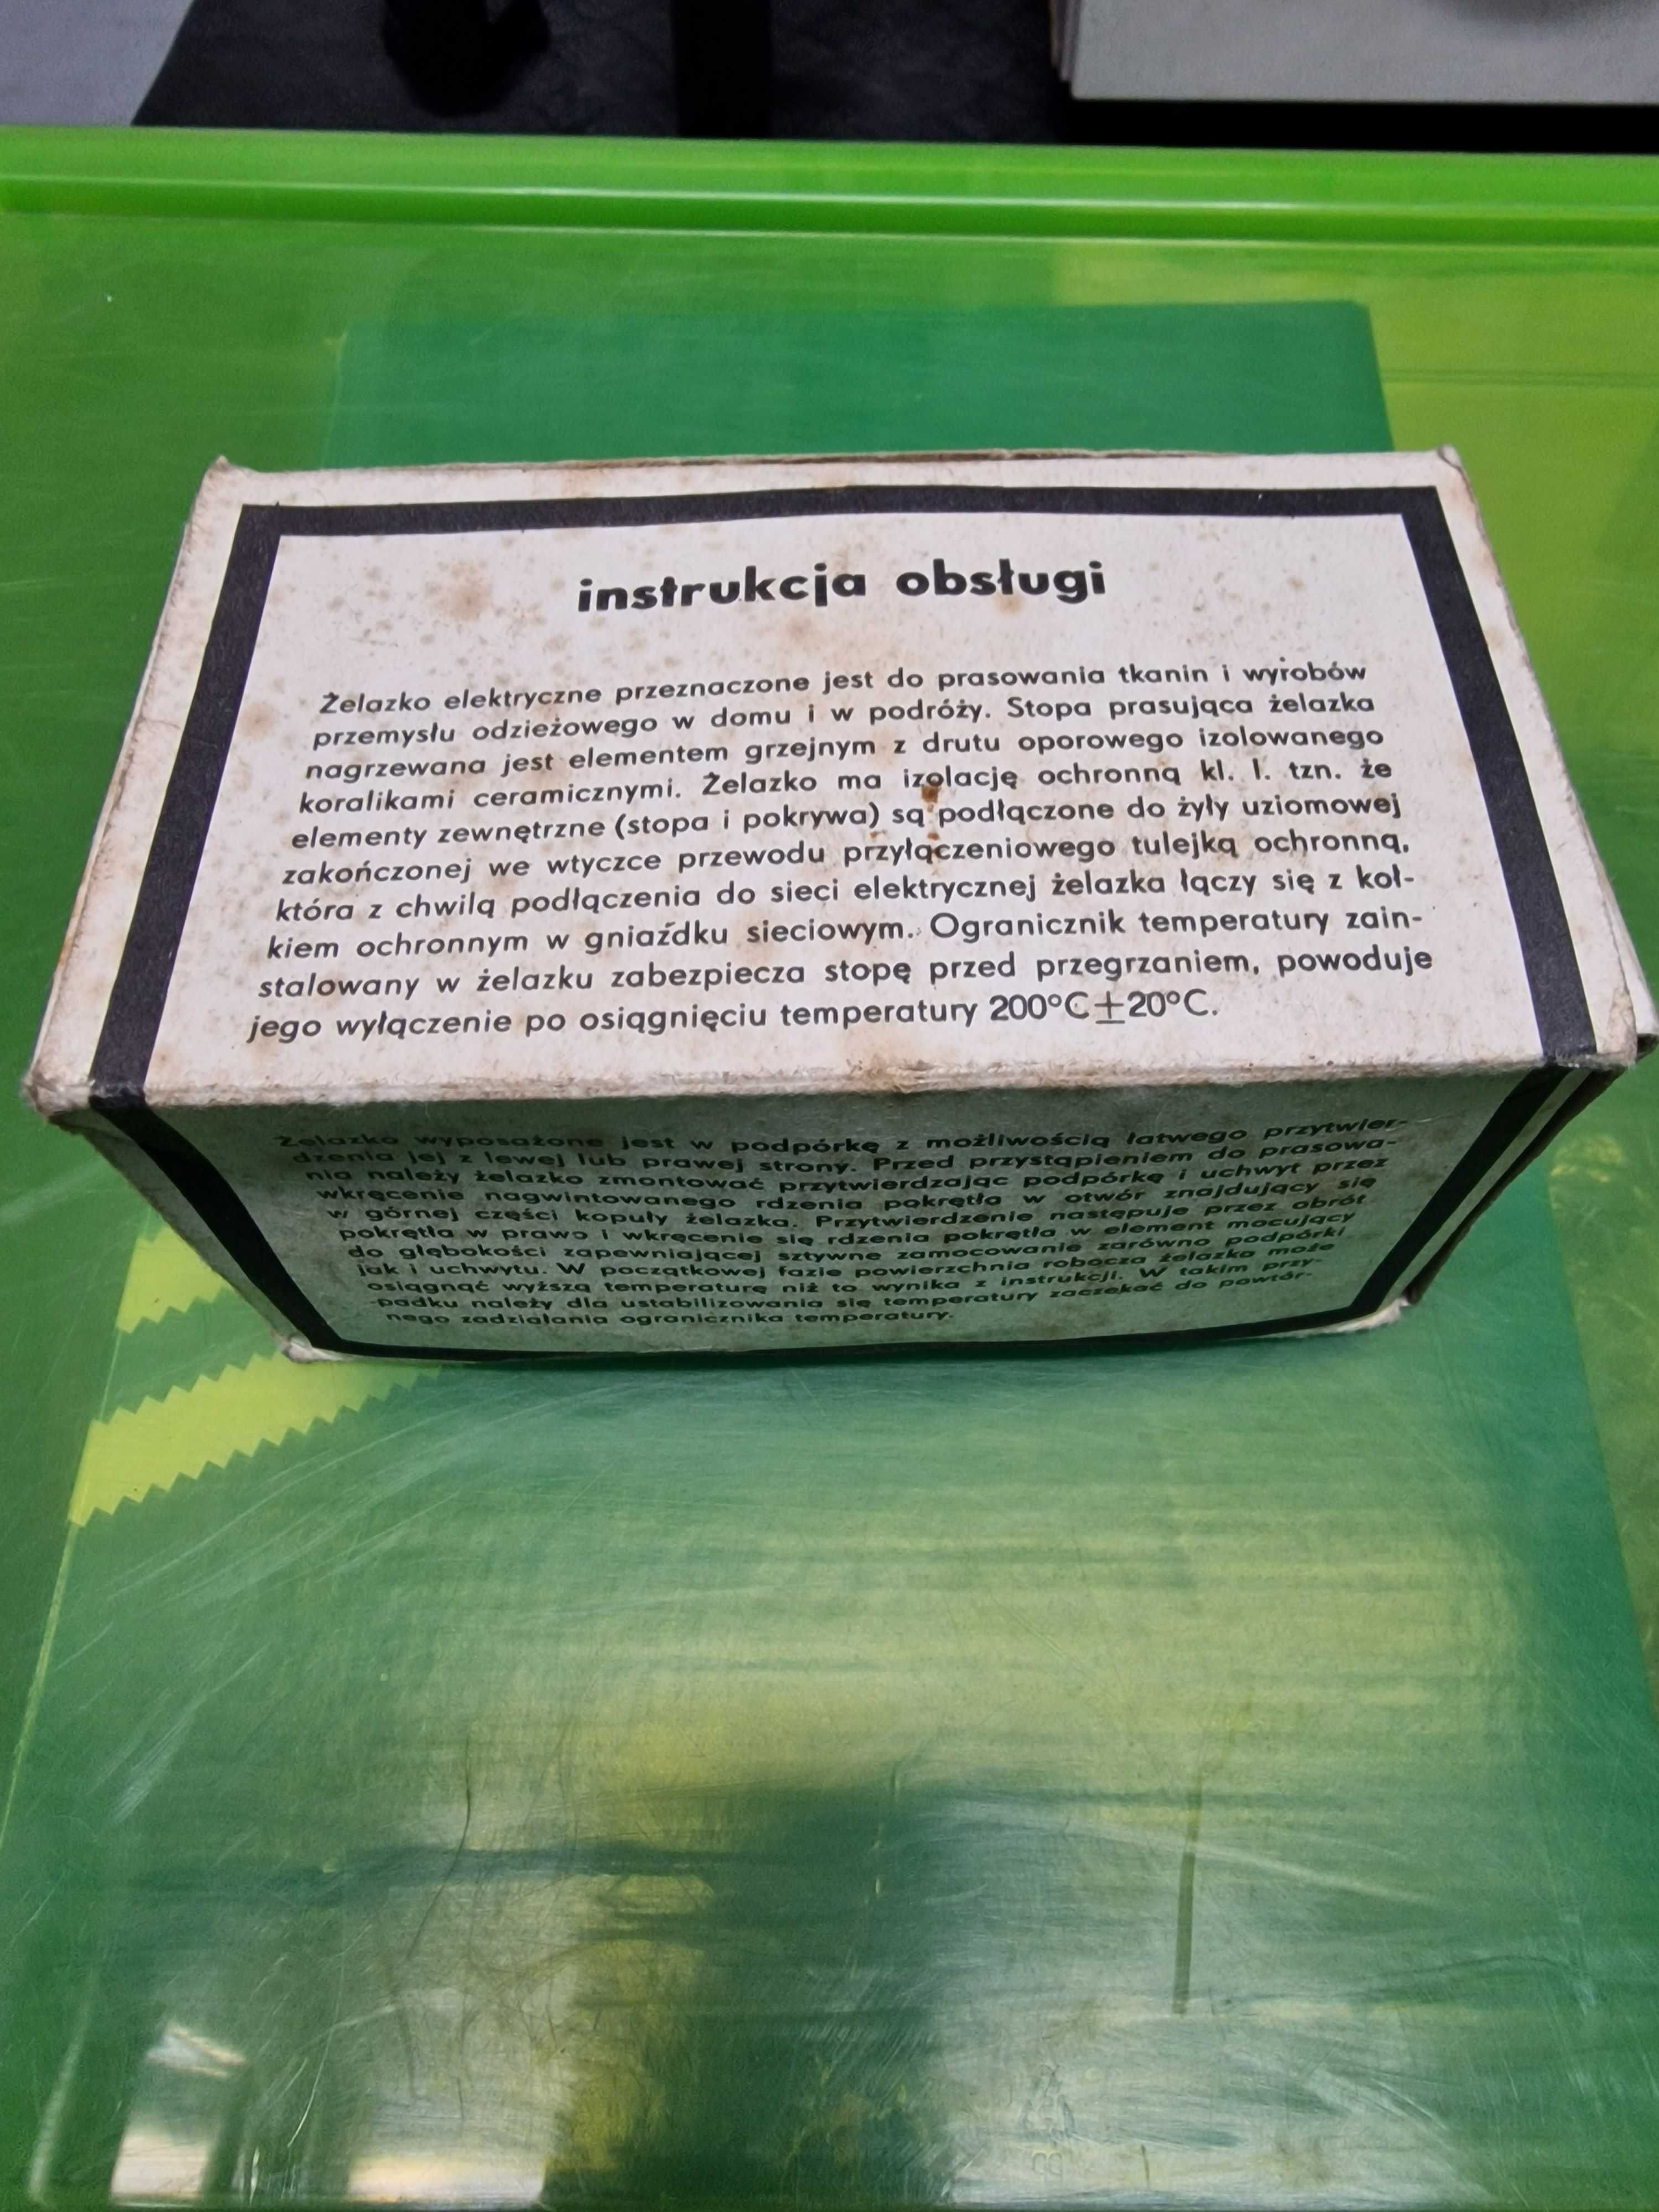 instrukcja obsługi
Żelazko elektryczne przeznaczone jest do prasowania tkanin i wyrobów
przemysłu odzieżowego w domu i w podróży. Stopa prasująca żelazka
nagrzewana jest elementem grzejnym z drutu oporowego izolowanego
koralikami ceramicznymi. Żelazko ma izolację ochronną kl. I. tzn. że
elementy zewnętrzne (stopa i pokrywa) są podłączone do żyły uziomowej
zakończonej we wtyczce przewodu przyłączeniowego tulejką ochronną,
która z chwilą podłączenia do sieci elektrycznej żelazka łączy się z koł-
kiem ochronnym w gniaździku sieciowym. Ogranicznik temperatury zain-
stalowany w żelazku zabezpiecza stopę przed przegrzaniem, powoduje
jego wyłączenie po osiągnięciu temperatury 200°C±20°C.
Żelazko wyposażone jest w podpórkę z możliwością łatwego przytwier-
dzenia jej z lewej lub prawej strony. Przed przystąpieniem do prasowa-
nia należy żelazko zmontować przytwierdzając podpórkę i uchwyt przez
wkręcenie nagwintowanego rdzenia pokrętła w otwór znajdujący się
w górnej części kopuły żelazka. Przytwierdzenie następuje przez obrót
pokrętła w prawo i wkręcenie się rdzenia pokrętła w element mocujący
do głębokości zapewniającej sztywne zamocowanie zarówno podpórki
jak i uchwytu. W początkowej fazie powierzchnia robocza żelazka może
osiągnąć wyższą temperaturę niż to wynika z instrukcji. W takim przy-
padku należy dla ustabilizowania się temperatury zaczekać do powtór-
nego zadziałania ogranicznika temperatury.